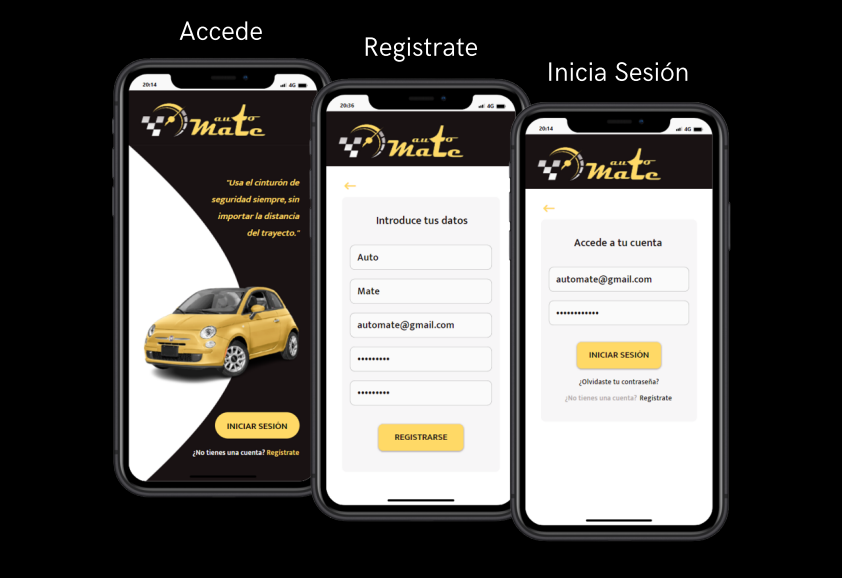 Accede
20:14
4G
auto
Mate
"Usa el cinturón de
seguridad siempre, sin
importar la distancia
del trayecto."
INICIAR SESIÓN
¿No tienes una cuenta? Regístrate
Registrate
20:36
4G
auto
Mate
←
Introduce tus datos
Auto
Mate
automate@gmail.com
•••••••••
•••••••••
REGISTRARSE
Inicia Sesión
20:14
4G
auto
Mate
←
Accede a tu cuenta
automate@gmail.com
••••••••••••
INICIAR SESIÓN
¿Olvidaste tu contraseña?
¿No tienes una cuenta? Regístrate